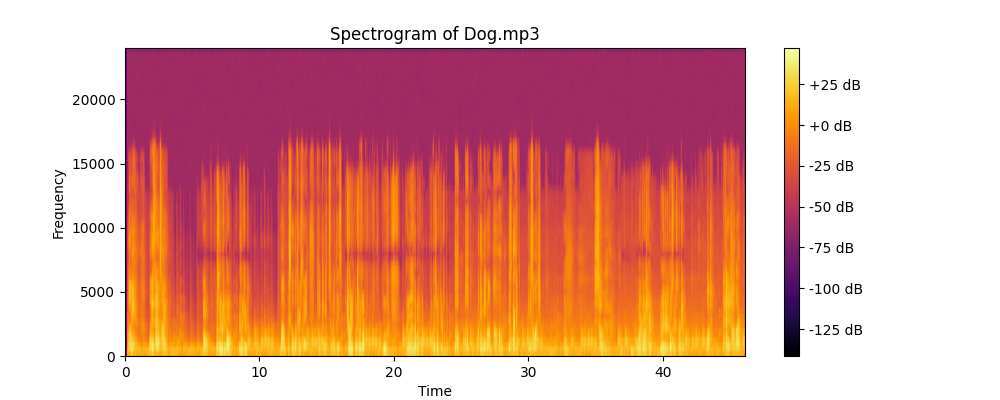 Spectrogram of Dog.mp3
Frequency
20000
15000
10000
5000
0
0 10 20 30 40
Time
+25 dB
+0 dB
-25 dB
-50 dB
-75 dB
-100 dB
-125 dB